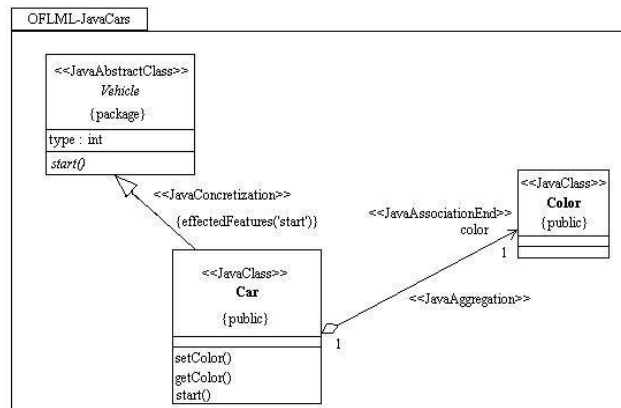 OFLML-JavaCars
<<JavaAbstractClass>>
Vehicle
{package}
type : int
start()
<<JavaConcretization>>
{effectedFeatures('start')}
<<JavaClass>>
Car
{public}
setColor()
getColor()
start()
1
<<JavaAggregation>>
<<JavaAssociationEnd>>
color
1
<<JavaClass>>
Color
{public}